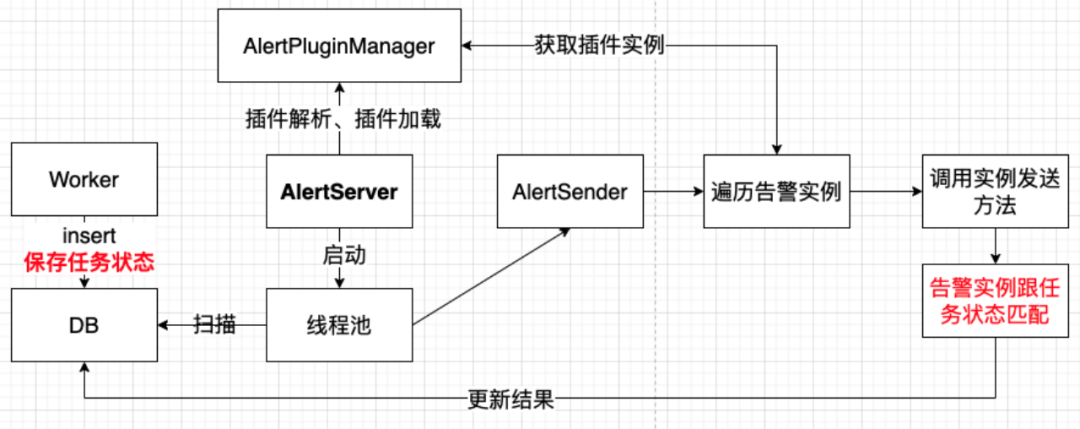 AlertPluginManager
获取插件实例
插件解析、插件加载
Worker
AlertServer
AlertSender
遍历告警实例
调用实例发送
方法
insert
保存任务状态
启动
告警实例跟任
务状态匹配
DB
扫描
线程池
更新结果